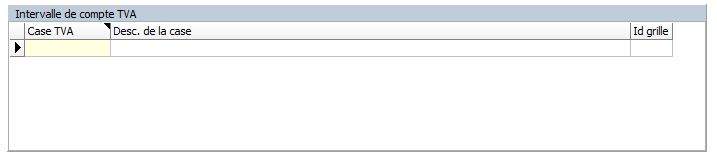 Intervalle de compte TVA
Case TVA Desc. de la case Id grille